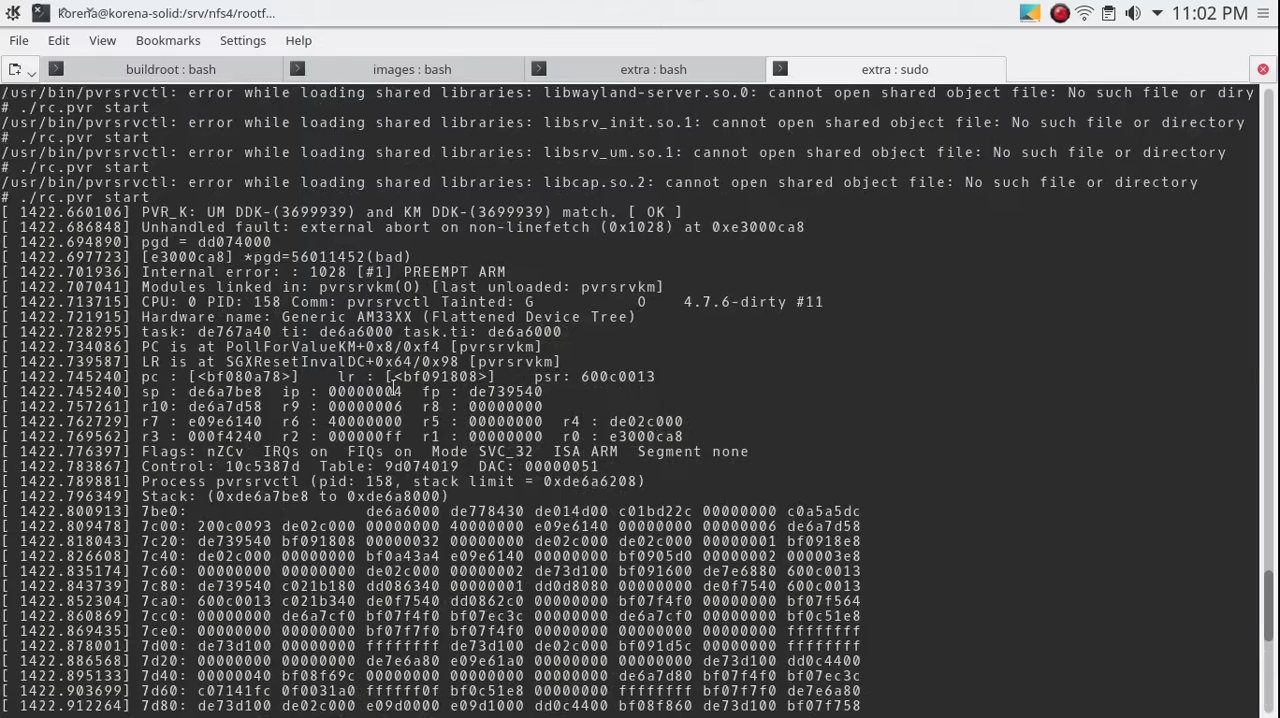 korena@korena-solid:/srv/nfs4/rootf...
11:02 PM
File Edit View Bookmarks Settings Help
buildroot : bash images : bash extra : bash extra : sudo
/usr/bin/pvrsrvctl: error while loading shared libraries: libwayland-server.so.0: cannot open shared object file: No such file or diry
# ./rc.pvr start
/usr/bin/pvrsrvctl: error while loading shared libraries: libsrv_init.so.1: cannot open shared object file: No such file or directory
# ./rc.pvr start
/usr/bin/pvrsrvctl: error while loading shared libraries: libsrv_um.so.1: cannot open shared object file: No such file or directory
# ./rc.pvr start
/usr/bin/pvrsrvctl: error while loading shared libraries: libcap.so.2: cannot open shared object file: No such file or directory
# ./rc.pvr start
[ 1422.660106] PVR_K: UM DDK-(3699939) and KM DDK-(3699939) match. [ OK ]
[ 1422.686848] Unhandled fault: external abort on non-linefetch (0x1028) at 0xe3000ca8
[ 1422.694890] pgd = dd074000
[ 1422.697723] [e3000ca8] *pgd=56011452(bad)
[ 1422.701936] Internal error: : 1028 [#1] PREEMPT ARM
[ 1422.707041] Modules linked in: pvrsrvkm(O) [last unloaded: pvrsrvkm]
[ 1422.713715] CPU: 0 PID: 158 Comm: pvrsrvctl Tainted: G O 4.7.6-dirty #11
[ 1422.721915] Hardware name: Generic AM33XX (Flattened Device Tree)
[ 1422.728295] task: de767a40 ti: de6a6000 task.ti: de6a6000
[ 1422.734086] PC is at PollForValueKM+0x8/0xf4 [pvrsrvkm]
[ 1422.739587] LR is at SGXResetInvalDC+0x64/0x98 [pvrsrvkm]
[ 1422.745240] pc : [<bf080a78>] lr : [<bf091808>] psr: 600c0013
[ 1422.745240] sp : de6a7be8 ip : 00000004 fp : de739540
[ 1422.757261] r10: de6a7d58 r9 : 00000006 r8 : 00000000
[ 1422.762729] r7 : e09e6140 r6 : 40000000 r5 : 00000000 r4 : de02c000
[ 1422.769562] r3 : 000f4240 r2 : 000000ff r1 : 00000000 r0 : e3000ca8
[ 1422.776397] Flags: nZCv IRQs on FIQs on Mode SVC_32 ISA ARM Segment none
[ 1422.783867] Control: 10c5387d Table: 9d074019 DAC: 00000051
[ 1422.789881] Process pvrsrvctl (pid: 158, stack limit = 0xde6a6208)
[ 1422.796349] Stack: (0xde6a7be8 to 0xde6a8000)
[ 1422.800913] 7be0: de6a6000 de778430 de014d00 c01bd22c 00000000 c0a5a5dc
[ 1422.809478] 7c00: 200c0093 de02c000 00000000 40000000 e09e6140 00000000 00000006 de6a7d58
[ 1422.818043] 7c20: de739540 bf091808 00000032 00000000 de02c000 de02c000 00000001 bf0918e8
[ 1422.826608] 7c40: de02c000 00000000 bf0a43a4 e09e6140 00000000 bf0905d0 00000002 000003e8
[ 1422.835174] 7c60: 00000000 de02c000 00000002 de73d100 bf091600 de7e6880 00000000 600c0013
[ 1422.843739] 7c80: de739540 c021b180 dd086340 00000001 dd0d8080 00000000 de0f7540 600c0013
[ 1422.852304] 7ca0: 600c0013 c021b340 de0f7540 dd0862c0 00000000 bf07f4f0 00000000 bf07f564
[ 1422.860869] 7cc0: 00000000 de6a7cf0 bf07f4f0 bf07ec3c 00000000 de6a7cf0 00000000 bf0c51e8
[ 1422.869435] 7ce0: 00000000 00000000 bf07f7f0 bf07f4f0 00000000 00000000 00000000 ffffffff
[ 1422.878001] 7d00: de73d100 00000000 ffffffff de73d100 00000000 bf091d5c 00000000 00000000
[ 1422.886568] 7d20: 00000000 00000000 de7e6a80 e09e61a0 00000000 00000000 de73d100 dd0c4400
[ 1422.895133] 7d40: 00000000 bf08f69c 00000000 00000000 de6a7d80 bf07f4f0 bf07ec3c
[ 1422.903699] 7d60: c07141fc 0f0031a0 ffffff0f bf0c51e8 00000000 ffffffff bf07f7f0 de7e6a80
[ 1422.912264] 7d80: de73d100 de02c000 e09d0000 e09d1000 dd0c4400 bf08f860 de73d100 bf07f758